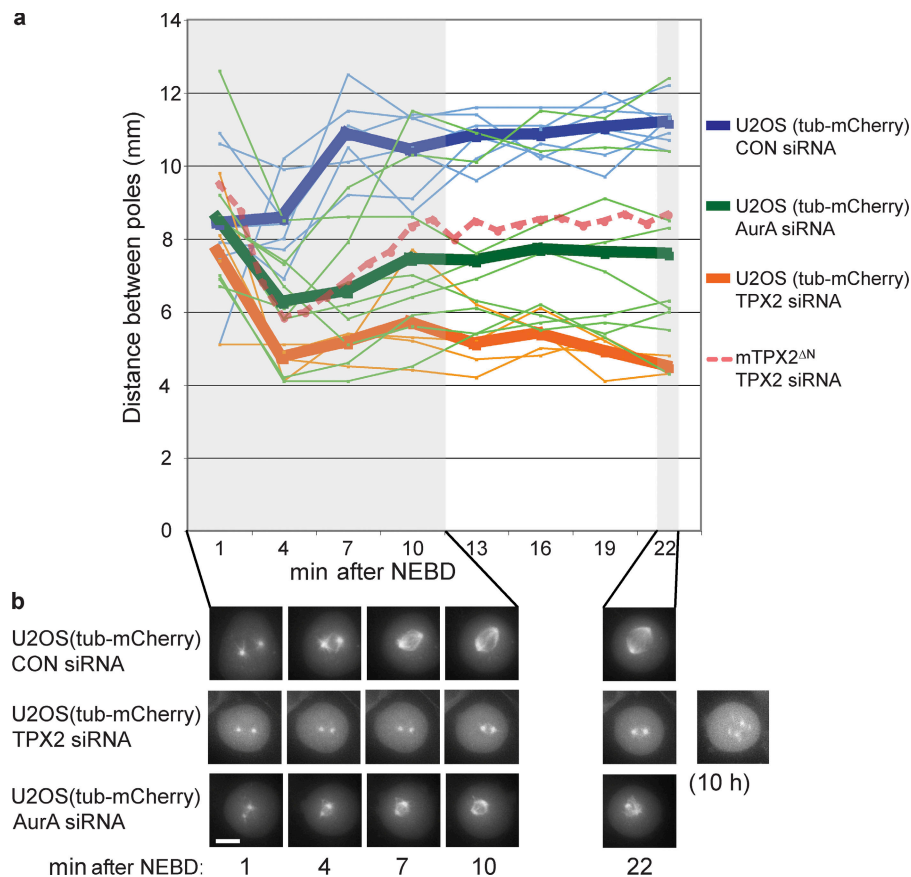 a
14
12
10
8
6
4
2
0
Distance between poles (mm)
1 4 7 10 13 16 19 22
min after NEBD
U2OS (tub-mCherry)
CON siRNA
U2OS (tub-mCherry)
AurA siRNA
U2OS (tub-mCherry)
TPX2 siRNA
mTPX2ΔN
TPX2 siRNA
b
U2OS(tub-mCherry)
CON siRNA
U2OS(tub-mCherry)
TPX2 siRNA
(10 h)
U2OS(tub-mCherry)
AurA siRNA
min after NEBD: 1 4 7 10 22